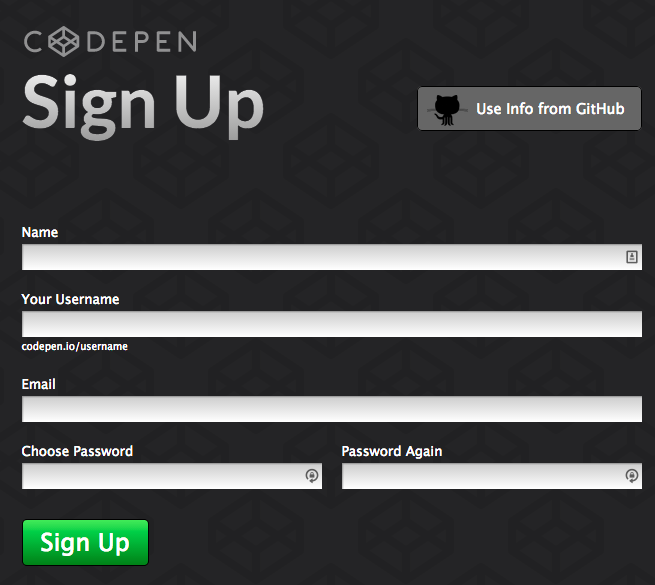 CODEPEN
Sign Up
Use Info from GitHub
Name
Your Username
codepen.io/username
Email
Choose Password
Password Again
Sign Up